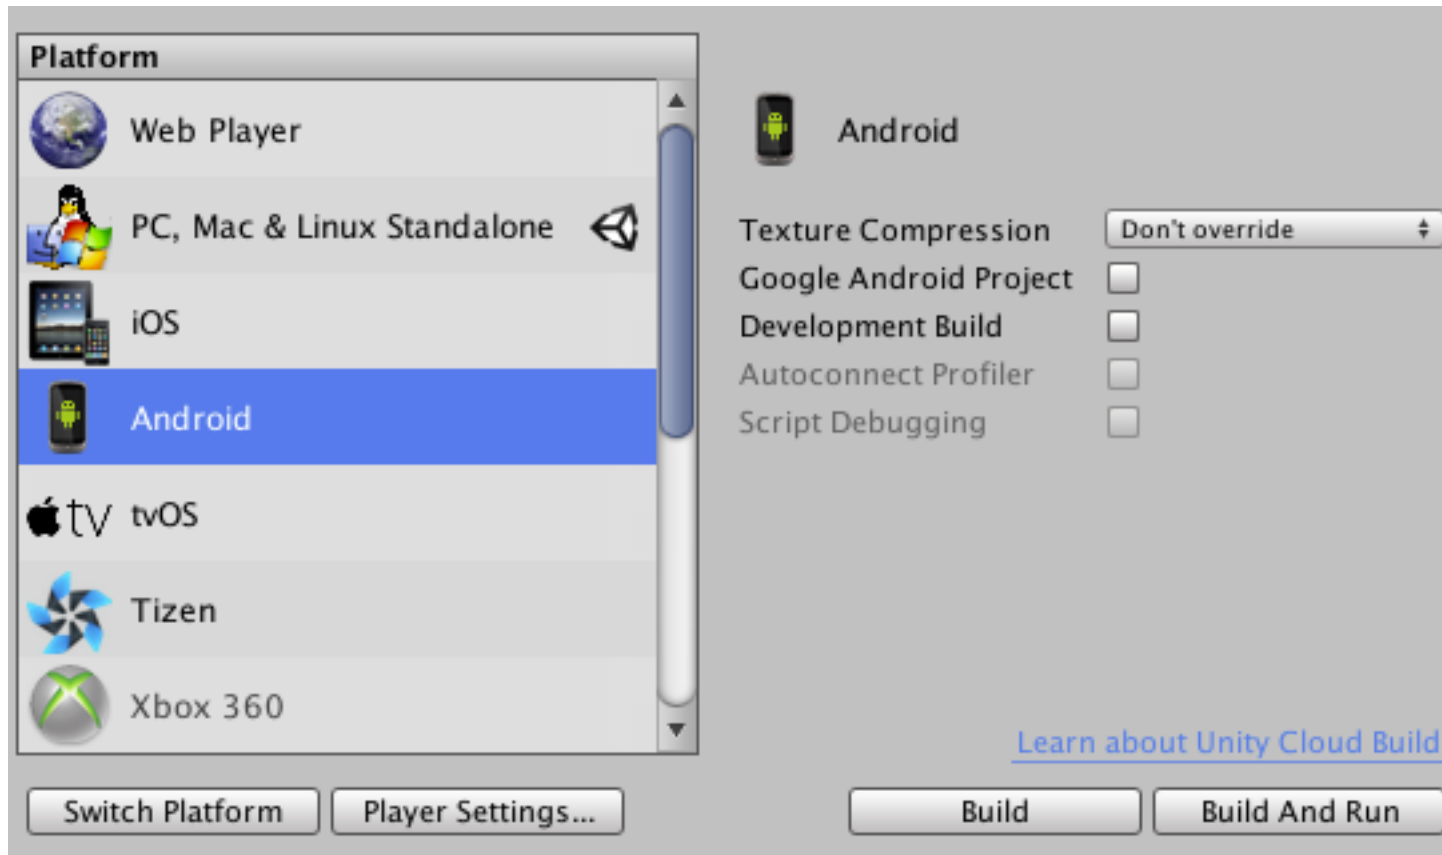 Platform
Web Player
PC, Mac & Linux Standalone
iOS
Android
tv tvOS
Tizen
Xbox 360
Switch Platform
Player Settings...
Android
Texture Compression Don't override
Google Android Project
Development Build
Autoconnect Profiler
Script Debugging
Learn about Unity Cloud Build
Build
Build And Run